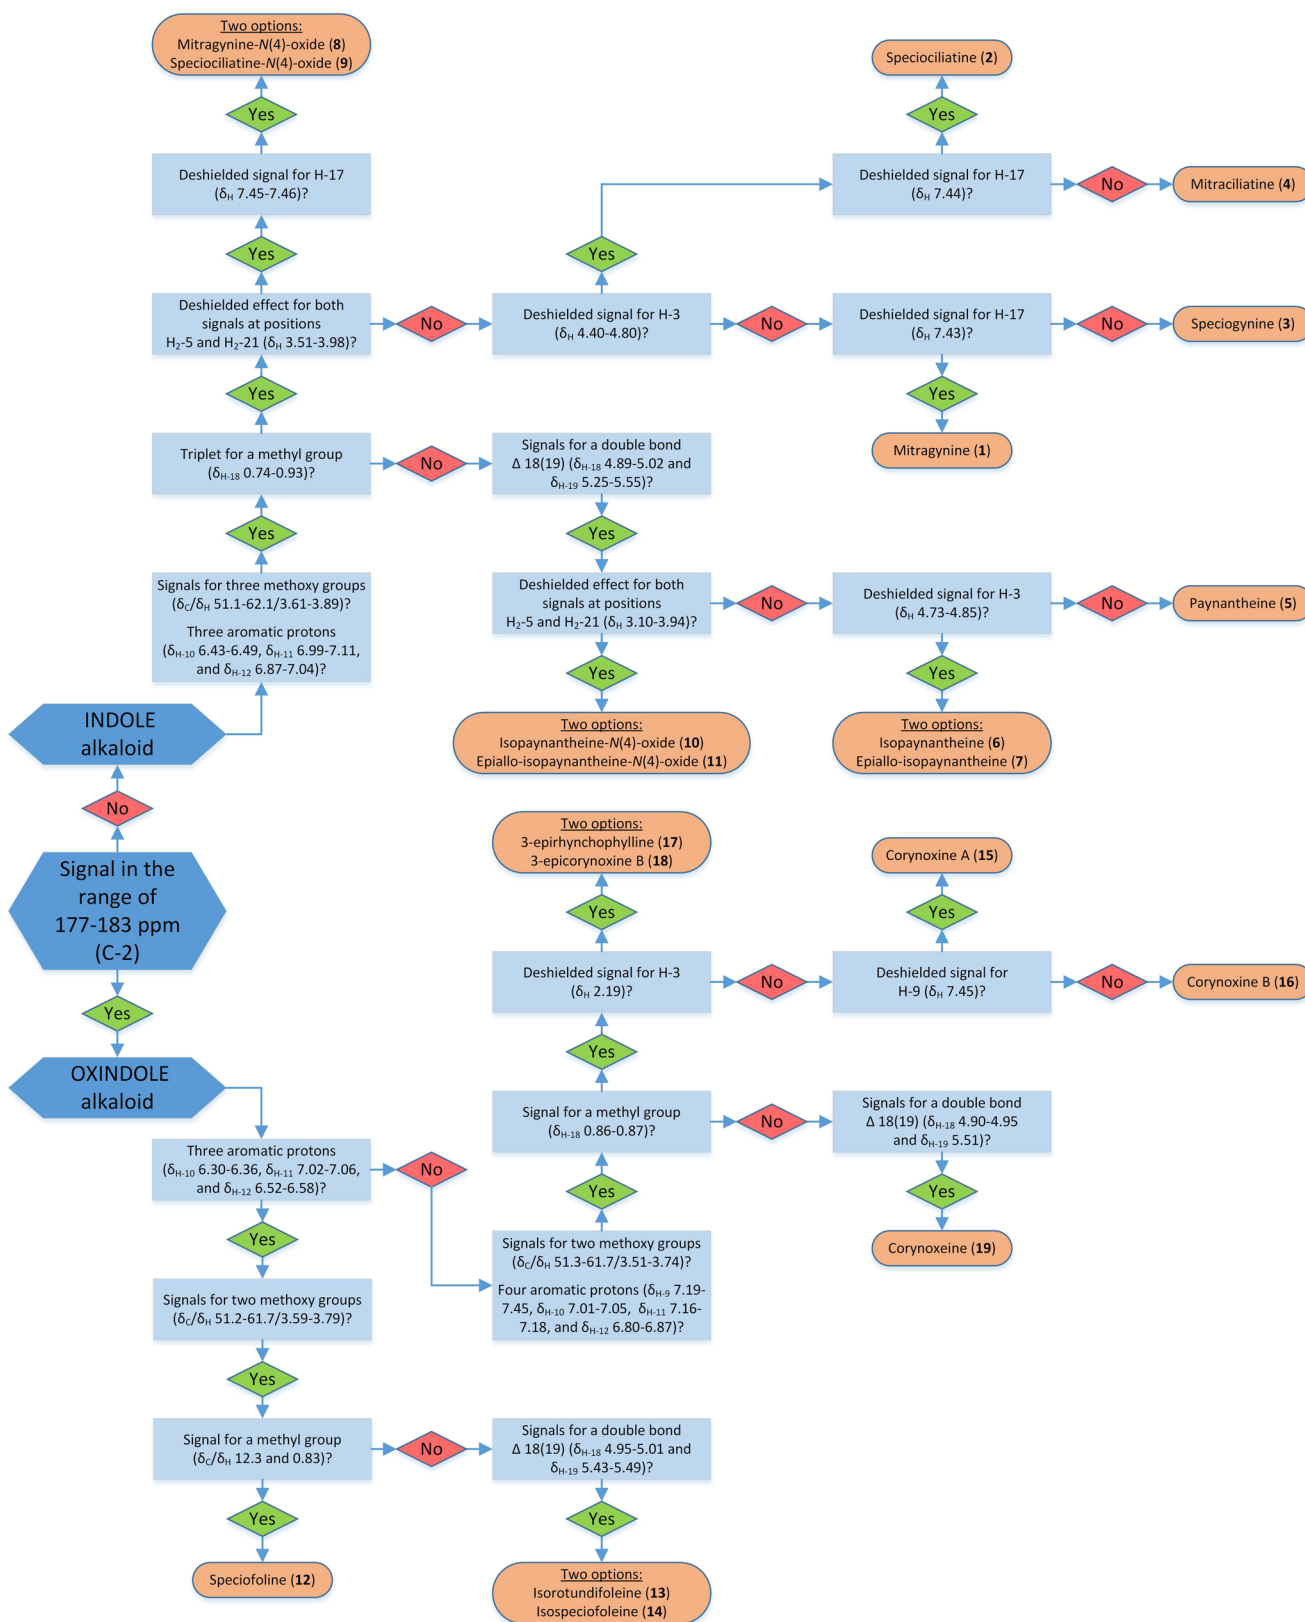 Two options:
Mitragynine-N(4)-oxide (8)
Speciociliatine-N(4)-oxide (9)
Speciociliatine (2)
Yes
Yes
Deshielded signal for H-17
(δH 7.45-7.46)?
Deshielded signal for H-17
(δH 7.44)?
No
Mitraciliatine (4)
Yes
Yes
Deshielded effect for both
signals at positions
H2-5 and H2-21 (δH 3.51-3.98)?
No
Deshielded signal for H-3
(δH 4.40-4.80)?
No
Deshielded signal for H-17
(δH 7.43)?
No
Speciogynine (3)
Yes
Yes
Triplet for a methyl group
(δH-18 0.74-0.93)?
No
Signals for a double bond
Δ 18(19) (δH-18 4.89-5.02 and
δH-19 5.25-5.55)?
Mitragynine (1)
Yes
Yes
Signals for three methoxy groups
(δC/δH 51.1-62.1/3.61-3.89)?
Three aromatic protons
(δH-10 6.43-6.49, δH-11 6.99-7.11,
and δH-12 6.87-7.04)?
Deshielded effect for both
signals at positions
H2-5 and H2-21 (δH 3.10-3.94)?
No
Deshielded signal for H-3
(δH 4.73-4.85)?
No
Paynantheine (5)
Yes
Yes
INDOLE
alkaloid
Two options:
Isopaynantheine-N(4)-oxide (10)
Epiallo-isopaynantheine-N(4)-oxide (11)
Two options:
Isopaynantheine (6)
Epiallo-isopaynantheine (7)
No
Signal in the
range of
177-183 ppm
(C-2)
Two options:
3-epirhynchophylline (17)
3-epicorynoxine B (18)
Corynoxine A (15)
Yes
Yes
Deshielded signal for H-3
(δH 2.19)?
No
Deshielded signal for
H-9 (δH 7.45)?
No
Corynoxine B (16)
Yes
Yes
OXINDOLE
alkaloid
Signal for a methyl group
(δH-18 0.86-0.87)?
No
Signals for a double bond
Δ 18(19) (δH-18 4.90-4.95
and δH-19 5.51)?
Three aromatic protons
(δH-10 6.30-6.36, δH-11 7.02-7.06,
and δH-12 6.52-6.58)?
No
Yes
Yes
Yes
Signals for two methoxy groups
(δC/δH 51.3-61.7/3.51-3.74)?
Four aromatic protons (δH-9 7.19-
7.45, δH-10 7.01-7.05, δH-11 7.16-
7.18, and δH-12 6.80-6.87)?
Corynoxeine (19)
Signals for two methoxy groups
(δC/δH 51.2-61.7/3.59-3.79)?
Yes
Signal for a methyl group
(δC/δH 12.3 and 0.83)?
No
Signals for a double bond
Δ 18(19) (δH-18 4.95-5.01 and
δH-19 5.43-5.49)?
Yes
Yes
Speciofoline (12)
Two options:
Isorotundifoleine (13)
Isospeciofoleine (14)